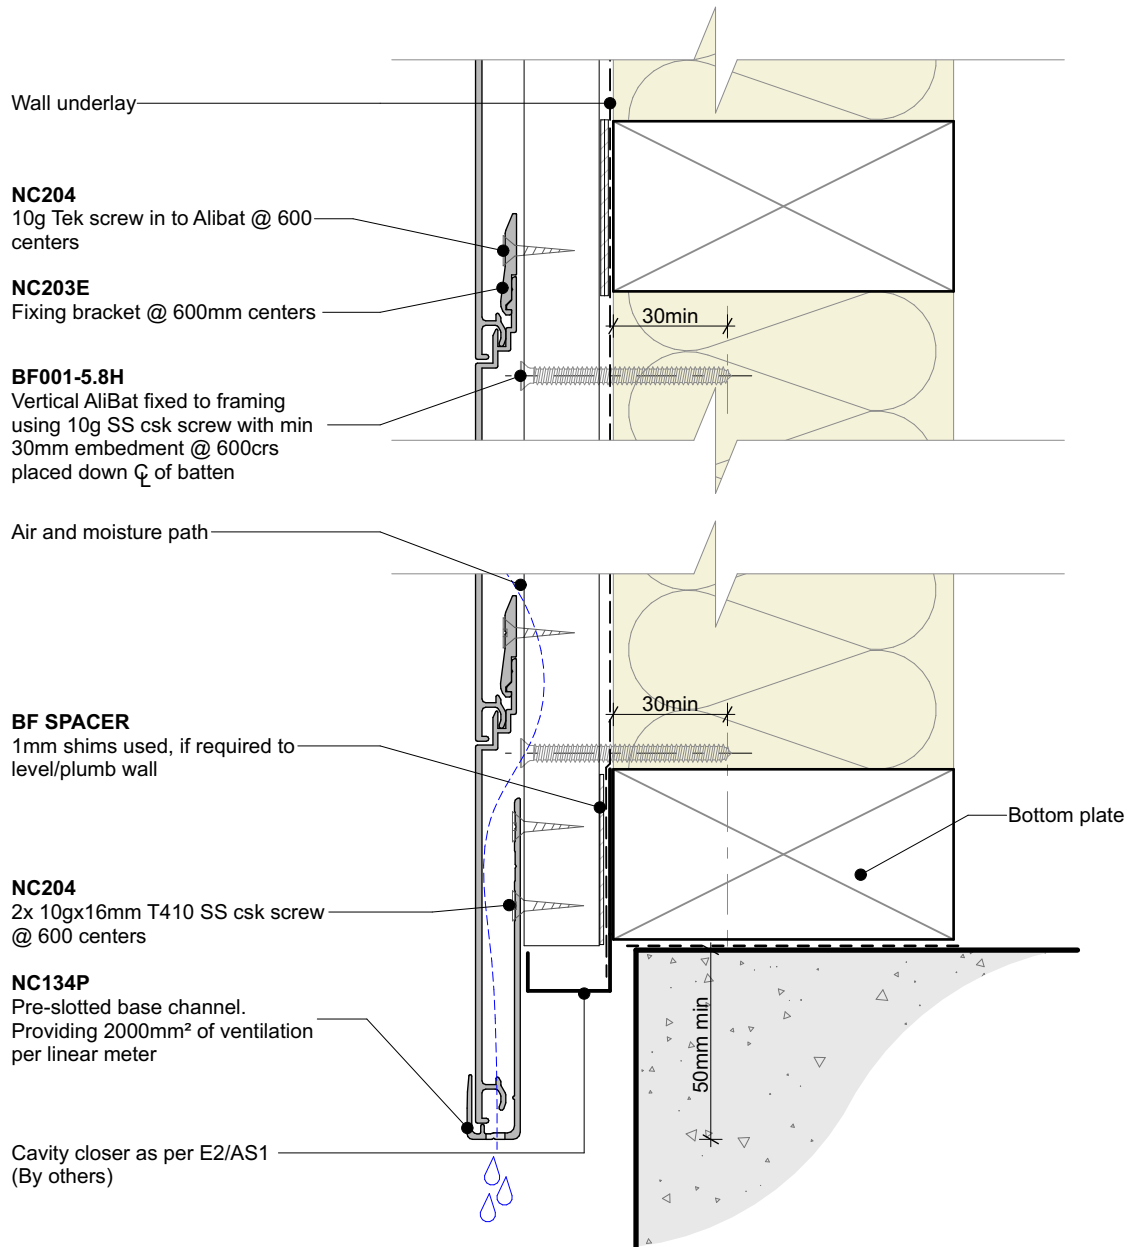 Wall underlay
NC204
10g Tek screw in to Alibat @ 600
centers
NC203E
Fixing bracket @ 600mm centers
30min
BF001-5.8H
Vertical AliBat fixed to framing
using 10g SS csk screw with min
30mm embedment @ 600crs
placed down ℄ of batten
Air and moisture path
30min
BF SPACER
1mm shims used, if required to
level/plumb wall
Bottom plate
NC204
2x 10gx16mm T410 SS csk screw
@ 600 centers
NC134P
Pre-slotted base channel.
Providing 2000mm² of ventilation
per linear meter
50mm min
Cavity closer as per E2/AS1
(By others)